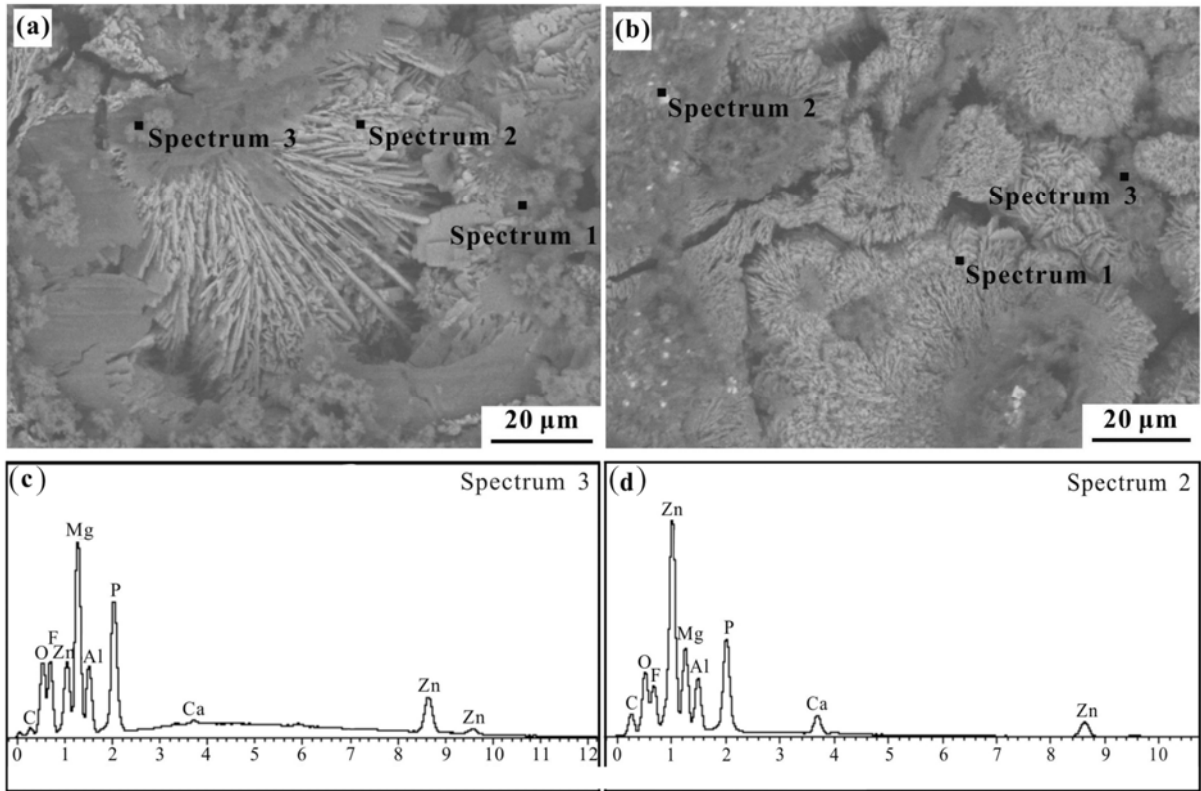 (a)
Spectrum 3
Spectrum 2
Spectrum 1
20 μm
(b)
Spectrum 2
Spectrum 3
Spectrum 1
20 μm
(c)
Spectrum 3
Mg
P
F
O
Zn
Al
C
Ca
Zn
Zn
0 1 2 3 4 5 6 7 8 9 10 11 12
(d)
Spectrum 2
Zn
Mg
P
O
F
Al
C
Ca
Zn
0 1 2 3 4 5 6 7 8 9 10